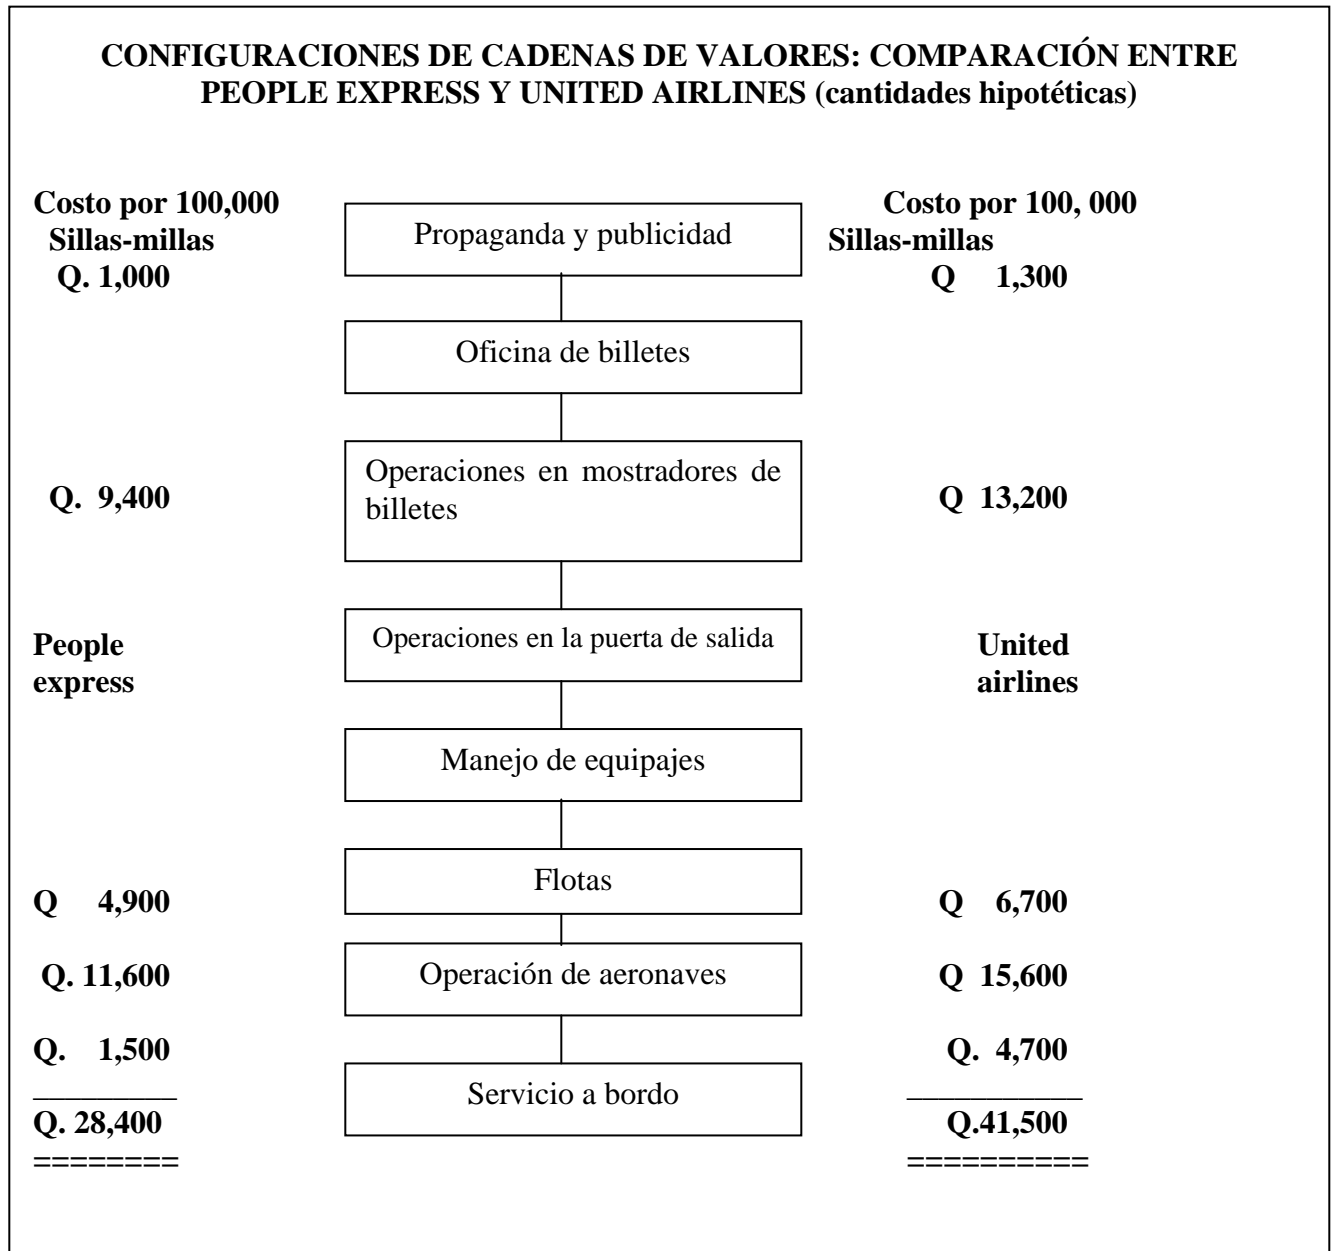 CONFIGURACIONES DE CADENAS DE VALORES: COMPARACIÓN ENTRE
PEOPLE EXPRESS Y UNITED AIRLINES (cantidades hipotéticas)
Costo por 100,000
Sillas-millas
Q. 1,000
Propaganda y publicidad
Costo por 100, 000
Sillas-millas
Q 1,300
Oficina de billetes
Q. 9,400
Operaciones en mostradores de
billetes
Q 13,200
People
express
Operaciones en la puerta de salida
United
airlines
Manejo de equipajes
Q 4,900
Flotas
Q 6,700
Q. 11,600
Operación de aeronaves
Q 15,600
Q. 1,500
Q. 4,700
Servicio a bordo
Q. 28,400
Q.41,500
========
==========